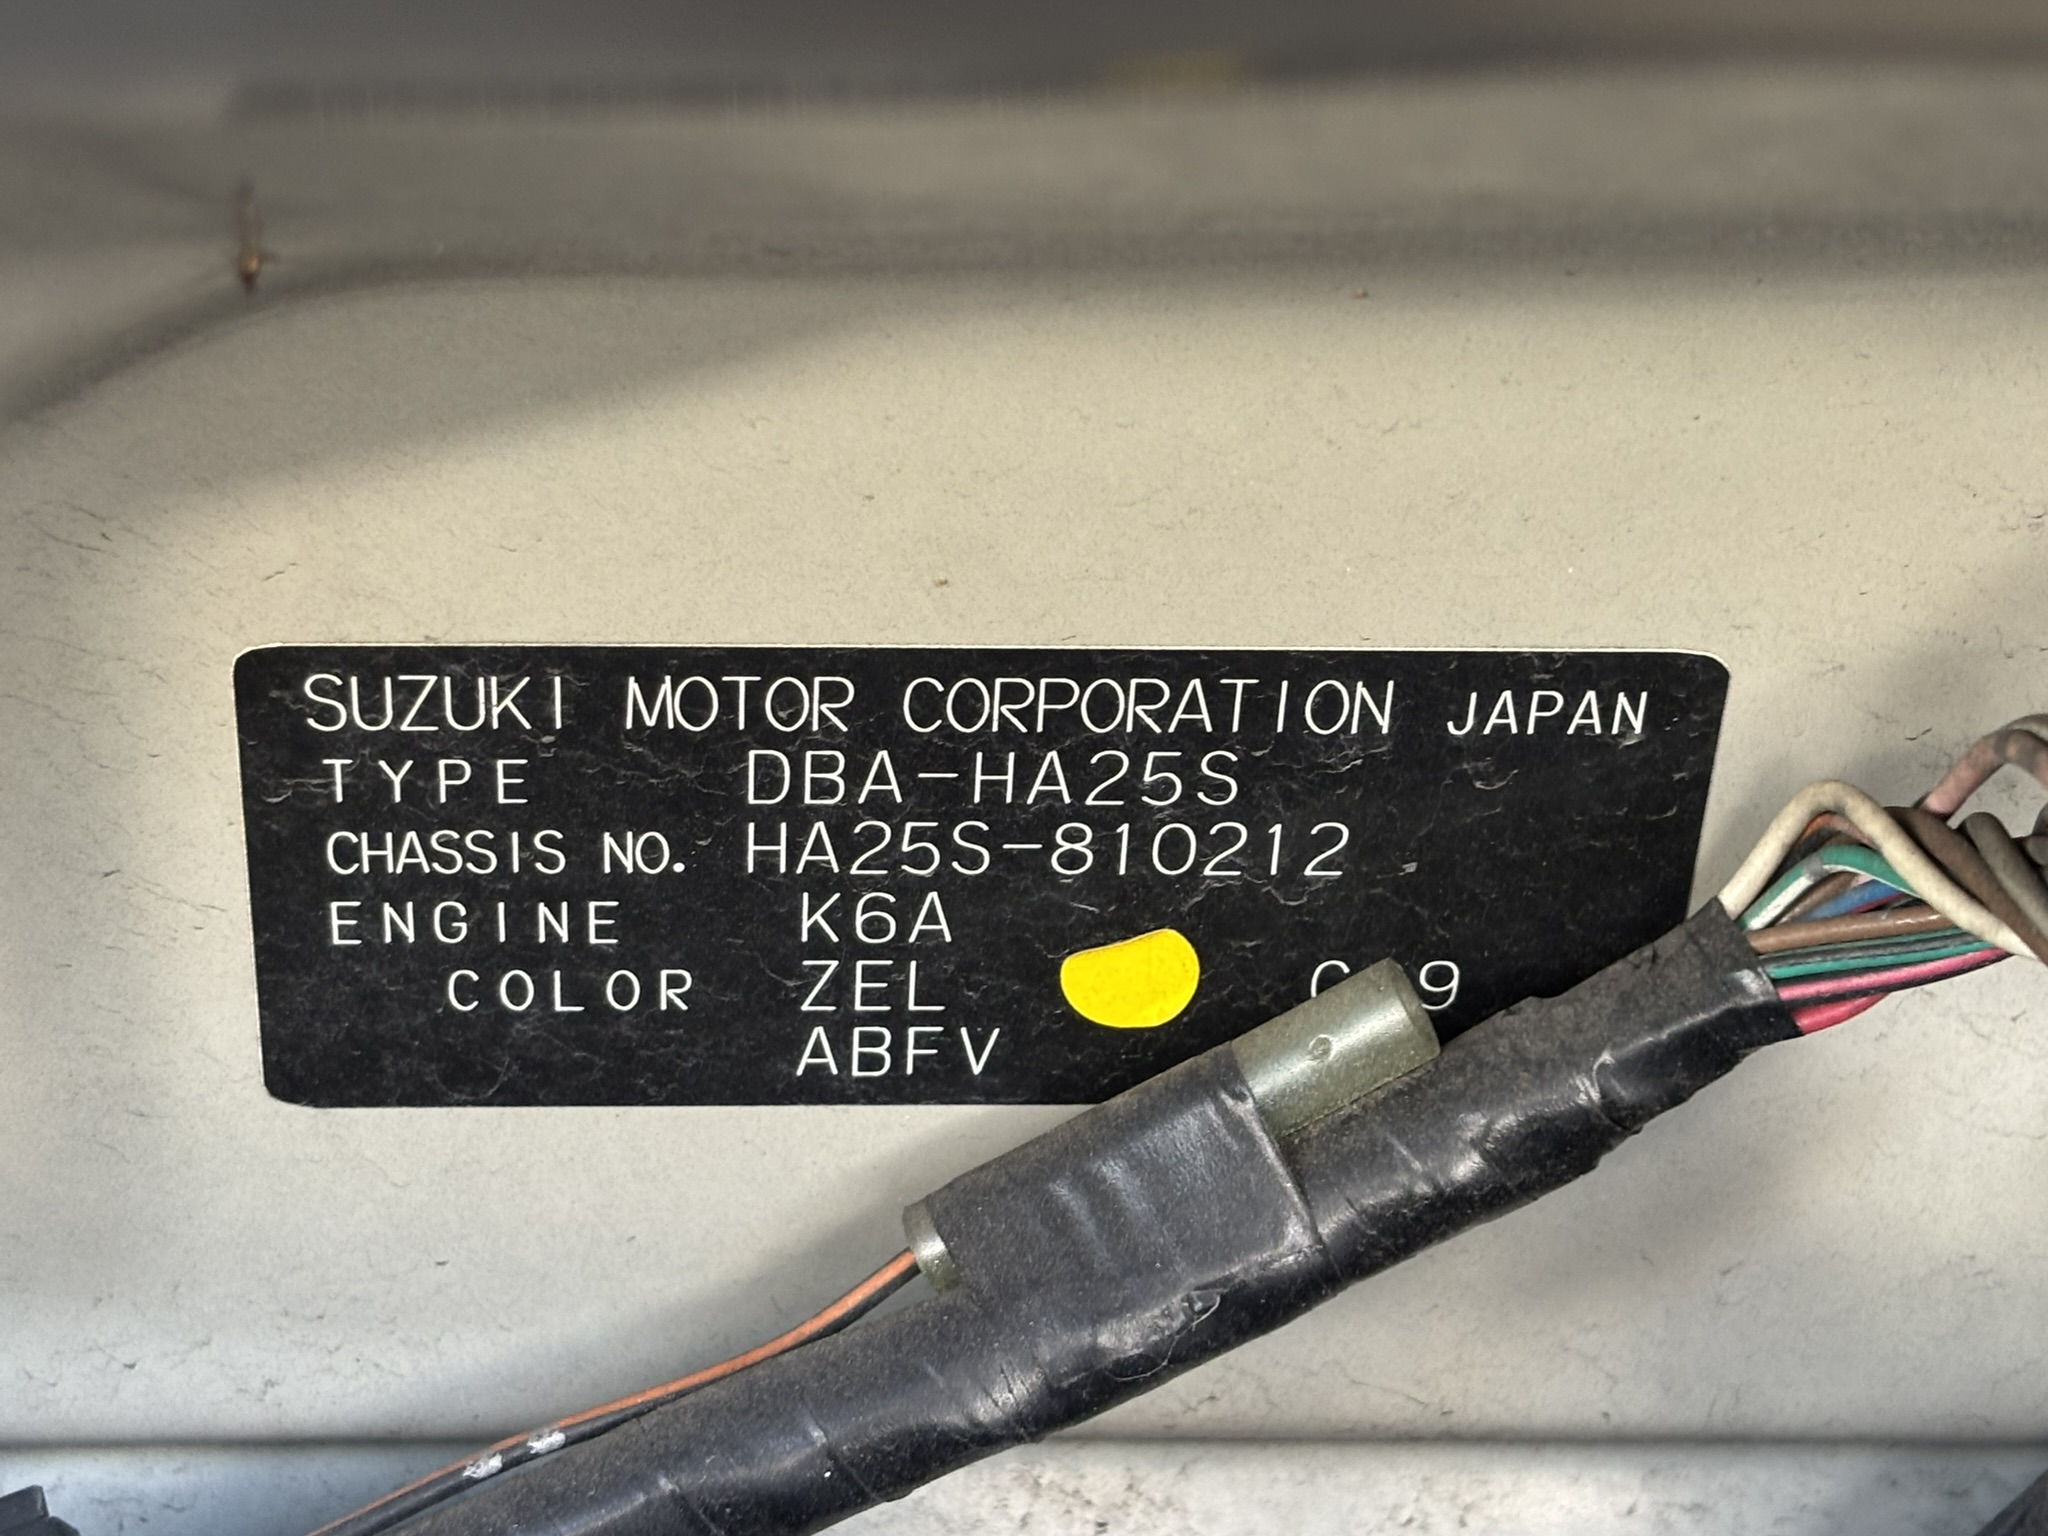 SUZUKI MOTOR CORPORATION JAPAN
TYPE DBA-HA25S
CHASSIS NO. HA25S-810212
ENGINE K6A
COLOR ZEL
ABFV